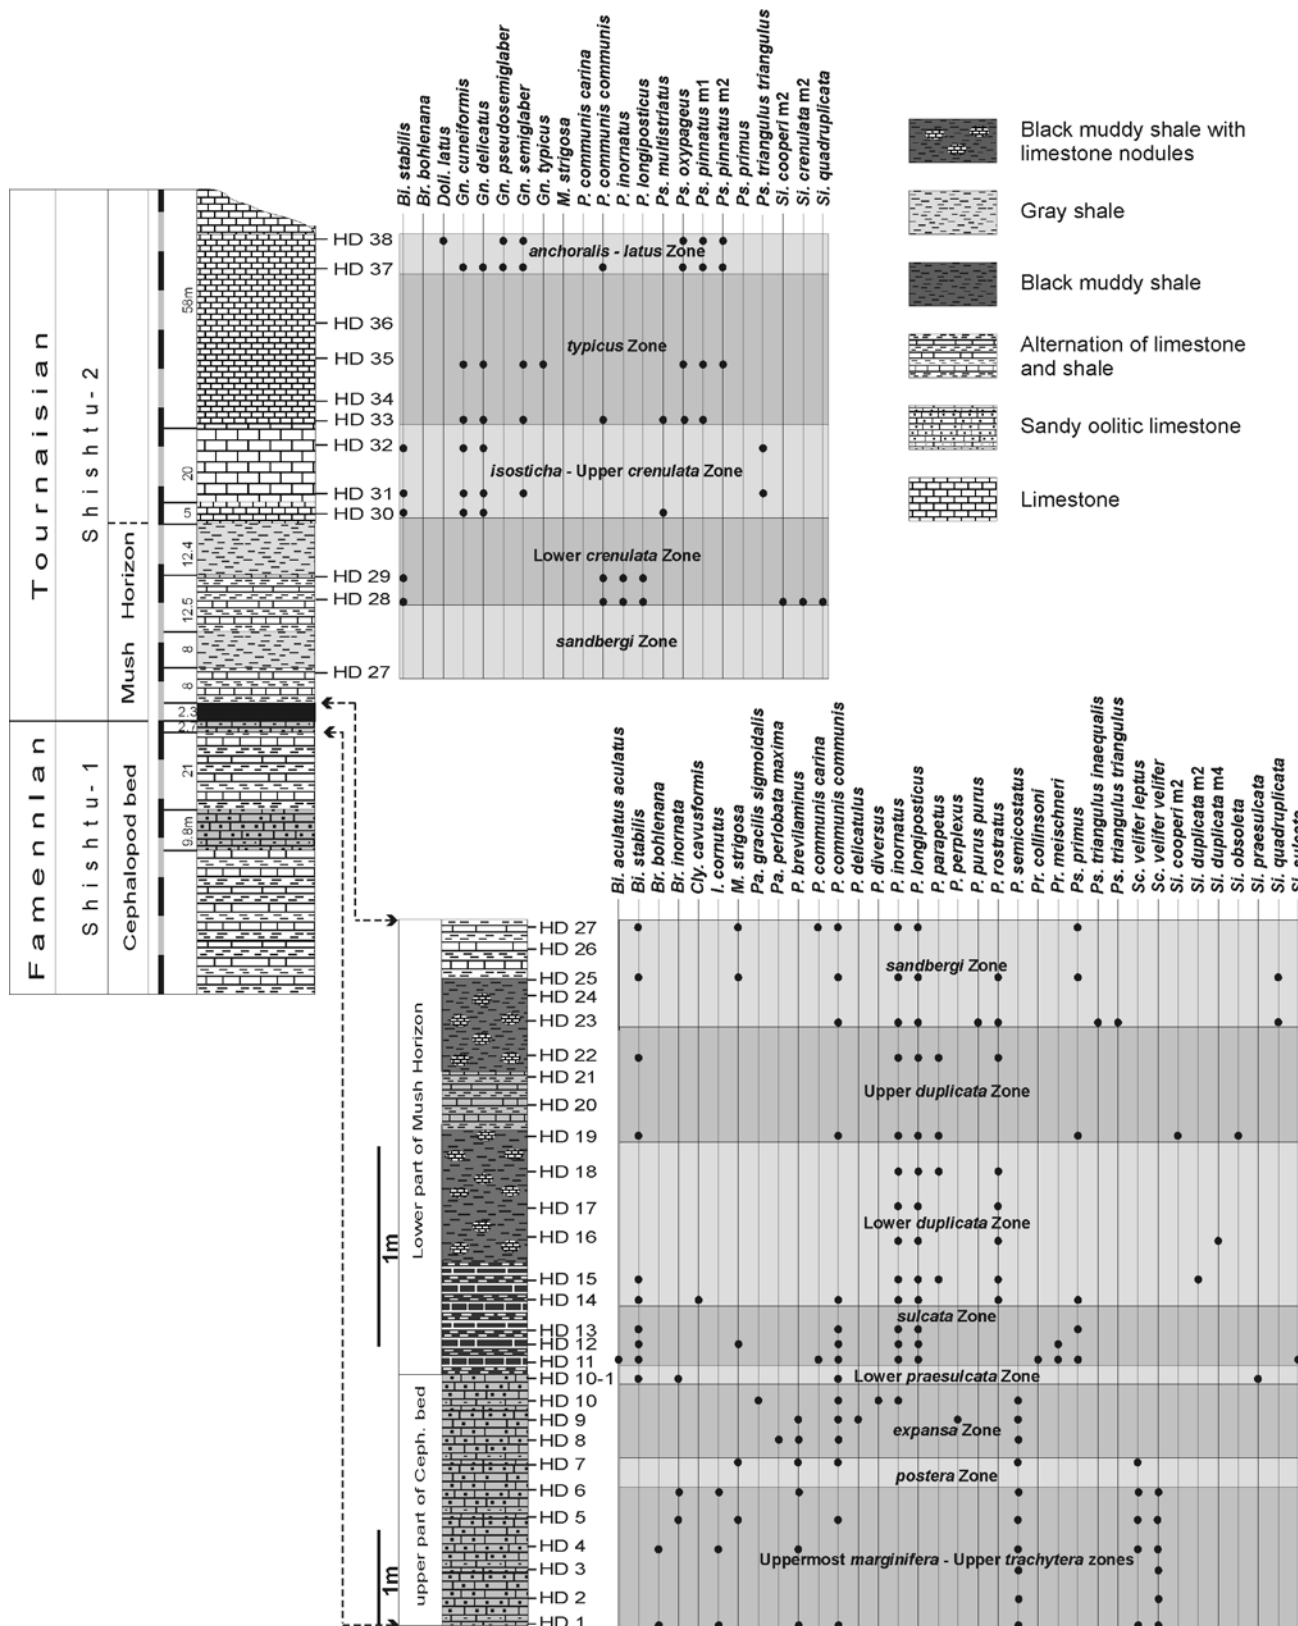 Bi. stabilis
Br. bohlenana
Doli. latus
Gn. cuneiformis
Gn. delicatus
Gn. pseudosemiglaber
Gn. semiglaber
Gn. typicus
M. strigosa
P. communis carina
P. communis communis
P. inornatus
P. longiposticus
Ps. multistriatus
Ps. oxypageus
Ps. pinnatus m1
Ps. pinnatus m2
Ps. primus
Ps. triangulus triangulus
Si. cooperi m2
Si. crenulata m2
Si. quadruplicata
Black muddy shale with
limestone nodules
Gray shale
Black muddy shale
Alternation of limestone
and shale
Sandy oolitic limestone
Limestone
Tournaisian
Shishtu-2
Mush Horizon
Famennian
Shishtu-1
Cephalopod bed
58m
20
5
12.4
12.5
8
8
2.3
2.7
21
9.8m
HD 38
HD 37
HD 36
HD 35
HD 34
HD 33
HD 32
HD 31
HD 30
HD 29
HD 28
HD 27
anchoralis - latus Zone
typicus Zone
isosticha - Upper crenulata Zone
Lower crenulata Zone
sandbergi Zone
Bi. aculatus aculatus
Bi. stabilis
Br. bohlenana
Br. inornata
Cly. cavusformis
I. cornutus
M. strigosa
Pa. gracilis sigmoidalis
Pa. perlobata maxima
P. brevilaminus
P. communis carina
P. communis communis
P. delicatulus
P. diversus
P. inornatus
P. longiposticus
P. parapetus
P. perplexus
P. purus purus
P. rostratus
P. semicostatus
Pr. collinsoni
Pr. meischneri
Ps. primus
Ps. triangulus inaequalis
Ps. triangulus triangulus
Sc. velifer leptus
Sc. velifer velifer
Si. cooperi m2
Si. duplicata m2
Si. duplicata m4
Si. obsoleta
Si. praesulcata
Si. quadruplicata
Si. sulcata
Lower part of Mush Horizon
upper part of Ceph. bed
1m
1m
HD 27
HD 26
HD 25
HD 24
HD 23
HD 22
HD 21
HD 20
HD 19
HD 18
HD 17
HD 16
HD 15
HD 14
HD 13
HD 12
HD 11
HD 10-1
HD 10
HD 9
HD 8
HD 7
HD 6
HD 5
HD 4
HD 3
HD 2
HD 1
sandbergi Zone
Upper duplicata Zone
Lower duplicata Zone
sulcata Zone
Lower praesulcata Zone
expansa Zone
postera Zone
Uppermost marginifera - Upper trachytera zones